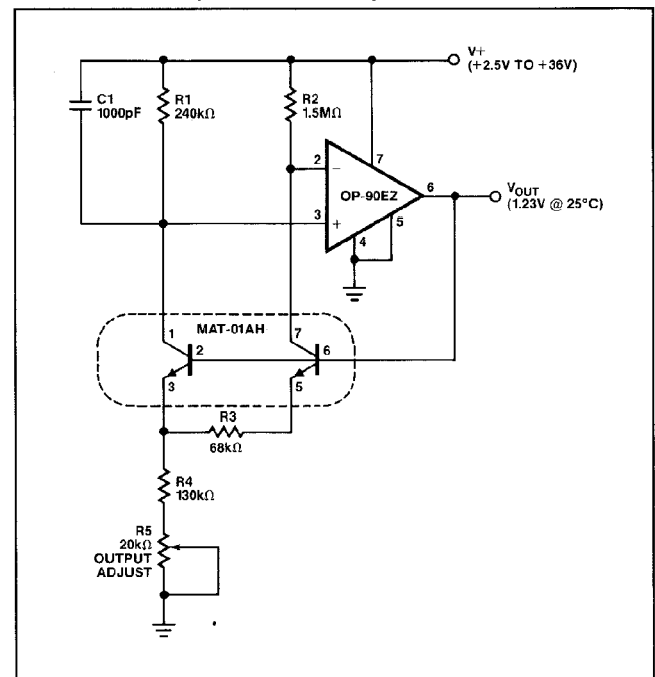 V+
(+2.5V TO +36V)
C1
1000pF
R1
240kΩ
R2
1.5MΩ
2
−
7
OP-90EZ
6
VOUT
(1.23V @ 25°C)
3
+
4
5
MAT-01AH
1
2
3
7
6
5
R3
68kΩ
R4
130kΩ
R5
20kΩ
OUTPUT
ADJUST